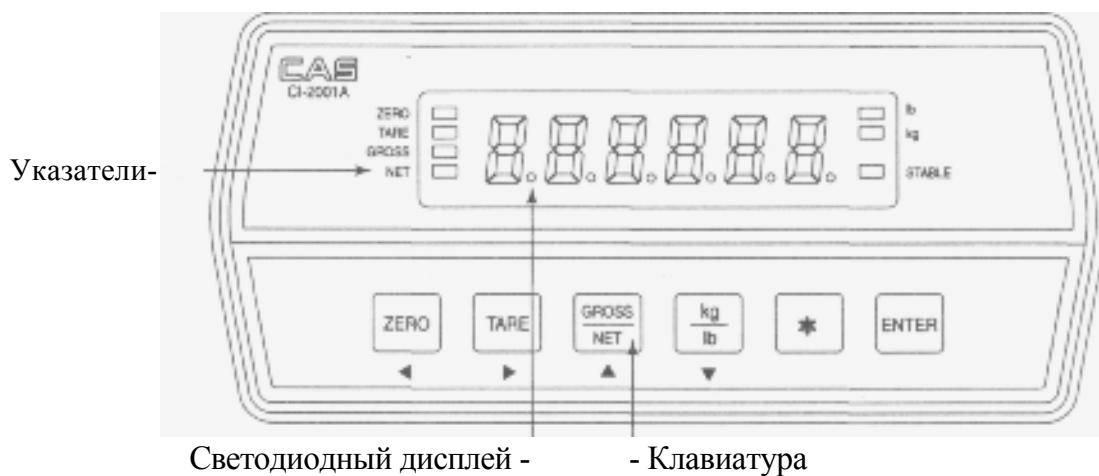 CAS
CI-2001A
ZERO
TARE
GROSS
NET
lb
kg
STABLE
Указатели-
ZERO
TARE
GROSS
NET
kg
lb
*
ENTER
Светодиодный дисплей - - Клавиатура